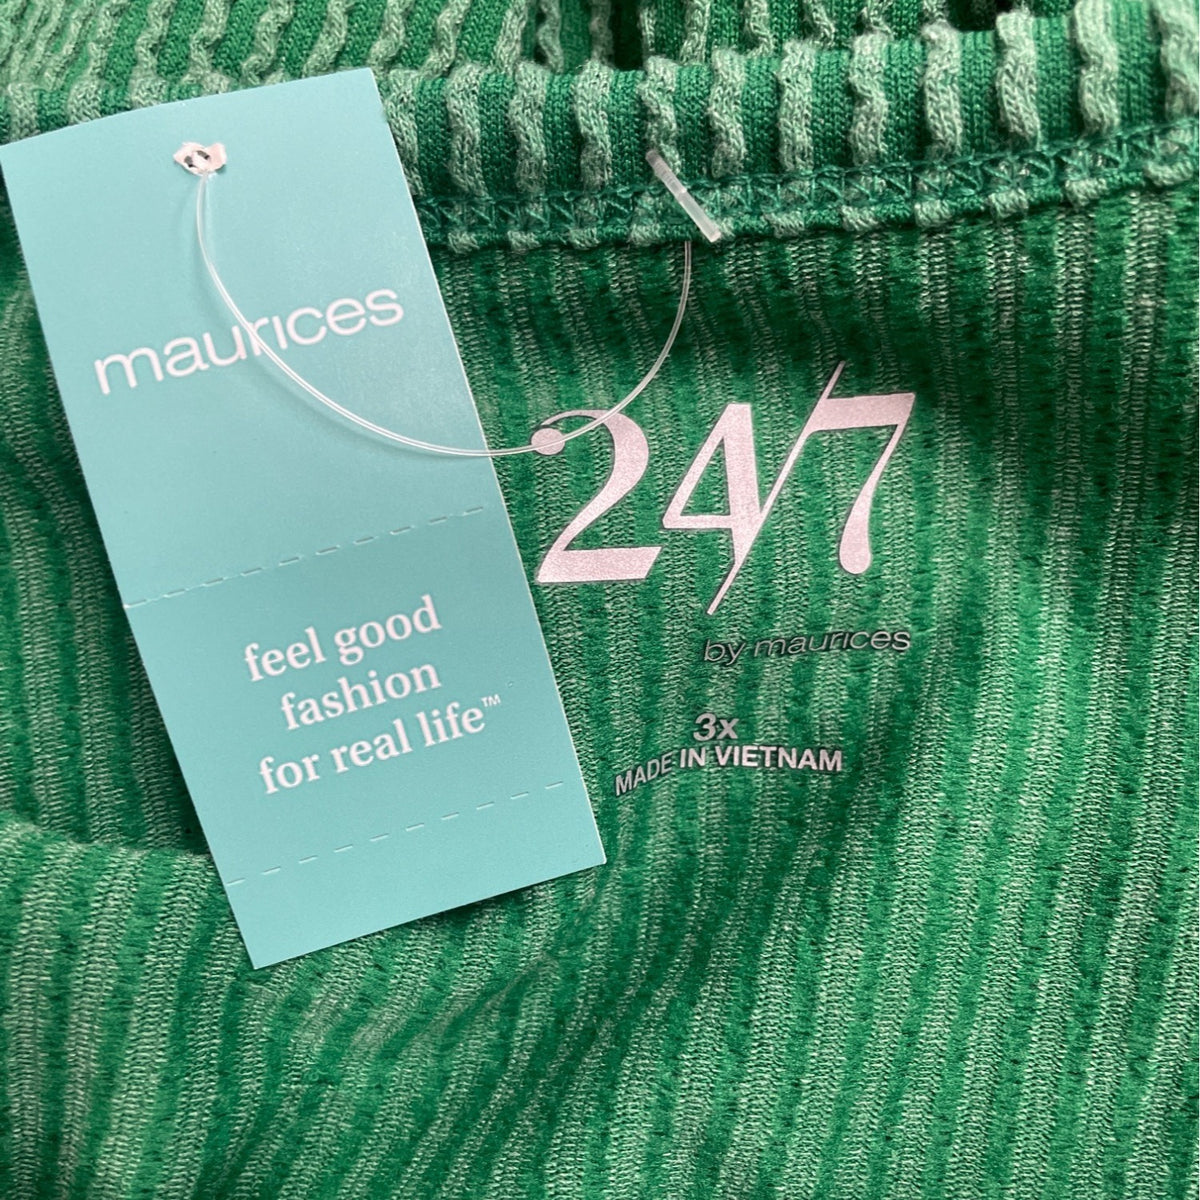 maurices
feel good
fashion
for real life™
24/7
by maurices
3x
MADE IN VIETNAM